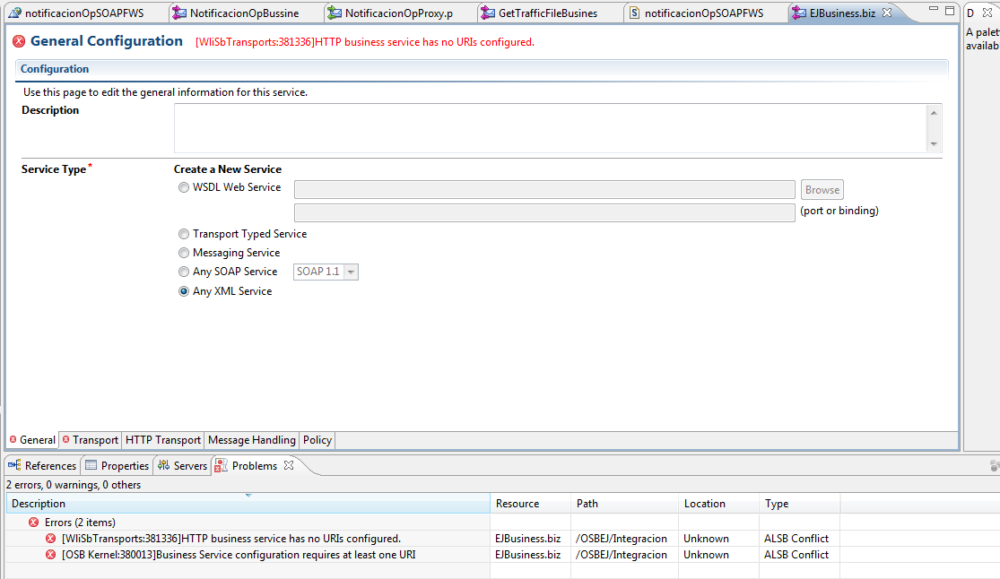 notificacionOpSOAPFWS NotificacionOpBussine NotificacionOpProxy.p GetTrafficFileBusines notificacionOpSOAPFWS EJBusiness.biz D
General Configuration [WliSbTransports:381336]HTTP business service has no URIs configured.
A palet
availab
Configuration
Use this page to edit the general information for this service.
Description
Service Type* Create a New Service
WSDL Web Service Browse
(port or binding)
Transport Typed Service
Messaging Service
Any SOAP Service SOAP 1.1
Any XML Service
General Transport HTTP Transport Message Handling Policy
References Properties Servers Problems
2 errors, 0 warnings, 0 others
Description Resource Path Location Type
Errors (2 items)
[WliSbTransports:381336]HTTP business service has no URIs configured. EJBusiness.biz /OSBEJ/Integracion Unknown ALSB Conflict
[OSB Kernel:380013]Business Service configuration requires at least one URI EJBusiness.biz /OSBEJ/Integracion Unknown ALSB Conflict